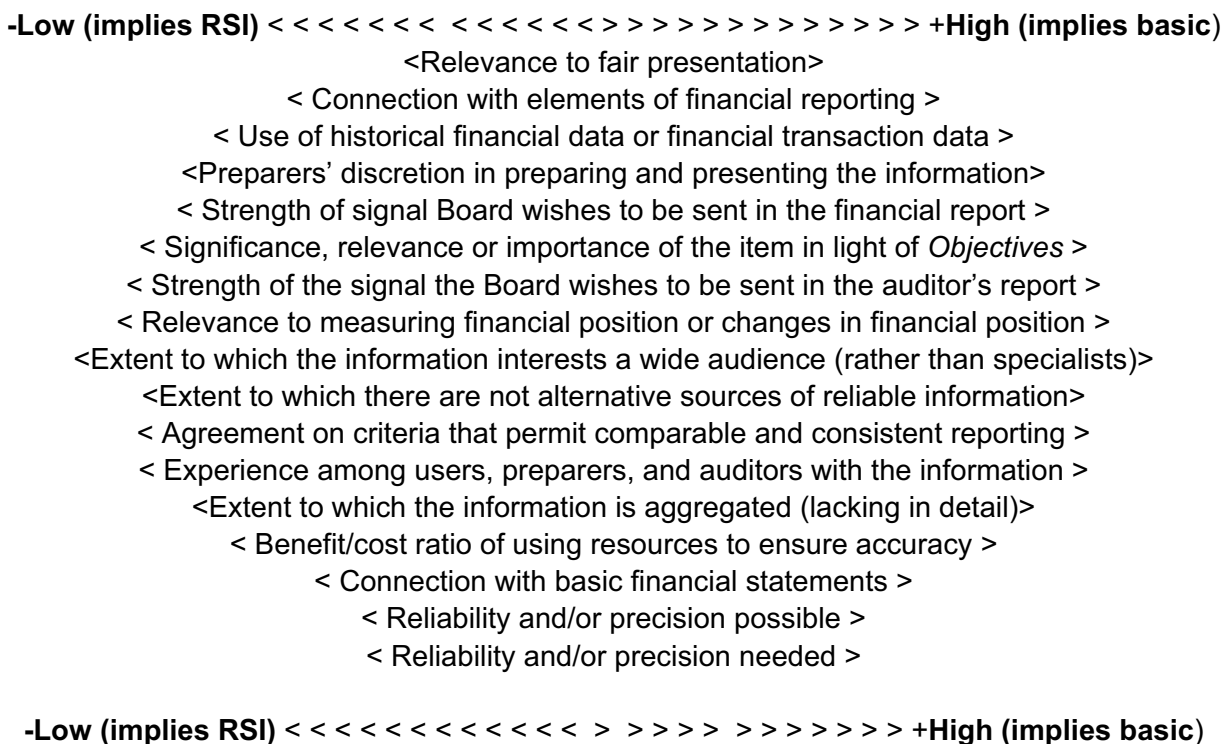 -Low (implies RSI) < < < < < < < < < < < < < > > > > > > > > > > > > > +High (implies basic)
<Relevance to fair presentation>
< Connection with elements of financial reporting >
< Use of historical financial data or financial transaction data >
<Preparers’ discretion in preparing and presenting the information>
< Strength of signal Board wishes to be sent in the financial report >
< Significance, relevance or importance of the item in light of Objectives >
< Strength of the signal the Board wishes to be sent in the auditor’s report >
< Relevance to measuring financial position or changes in financial position >
<Extent to which the information interests a wide audience (rather than specialists)>
<Extent to which there are not alternative sources of reliable information>
< Agreement on criteria that permit comparable and consistent reporting >
< Experience among users, preparers, and auditors with the information >
<Extent to which the information is aggregated (lacking in detail)>
< Benefit/cost ratio of using resources to ensure accuracy >
< Connection with basic financial statements >
< Reliability and/or precision possible >
< Reliability and/or precision needed >
-Low (implies RSI) < < < < < < < < < < < < > > > > > > > > > > > > +High (implies basic)